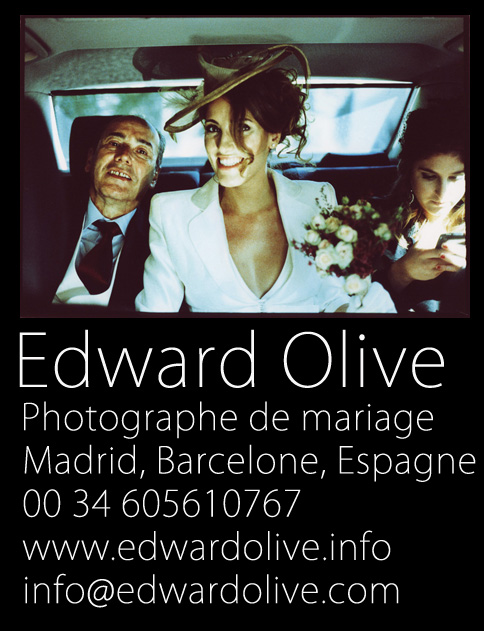 Edward Olive
Photographe de mariage
Madrid, Barcelone, Espagne
00 34 605610767
www.edwardolive.info
info@edwardolive.com